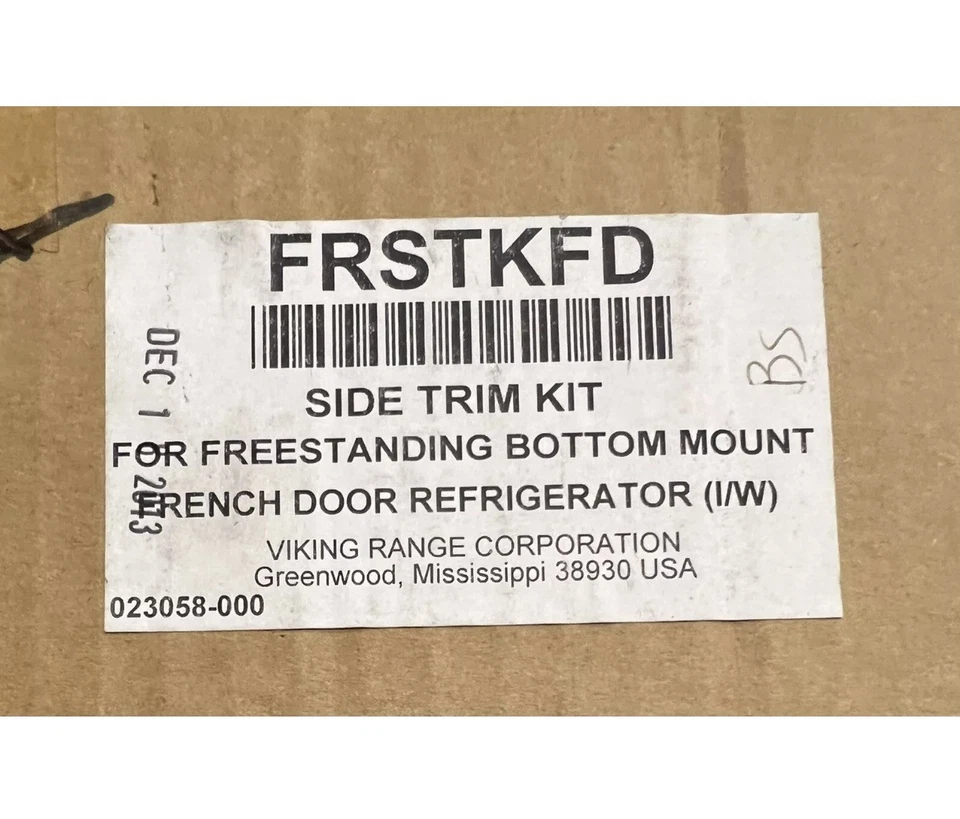 FRSTKFD
SIDE TRIM KIT
FOR FREESTANDING BOTTOM MOUNT
FRENCH DOOR REFRIGERATOR (I/W)
VIKING RANGE CORPORATION
Greenwood, Mississippi 38930 USA
023058-000
DEC 1 2013
BS